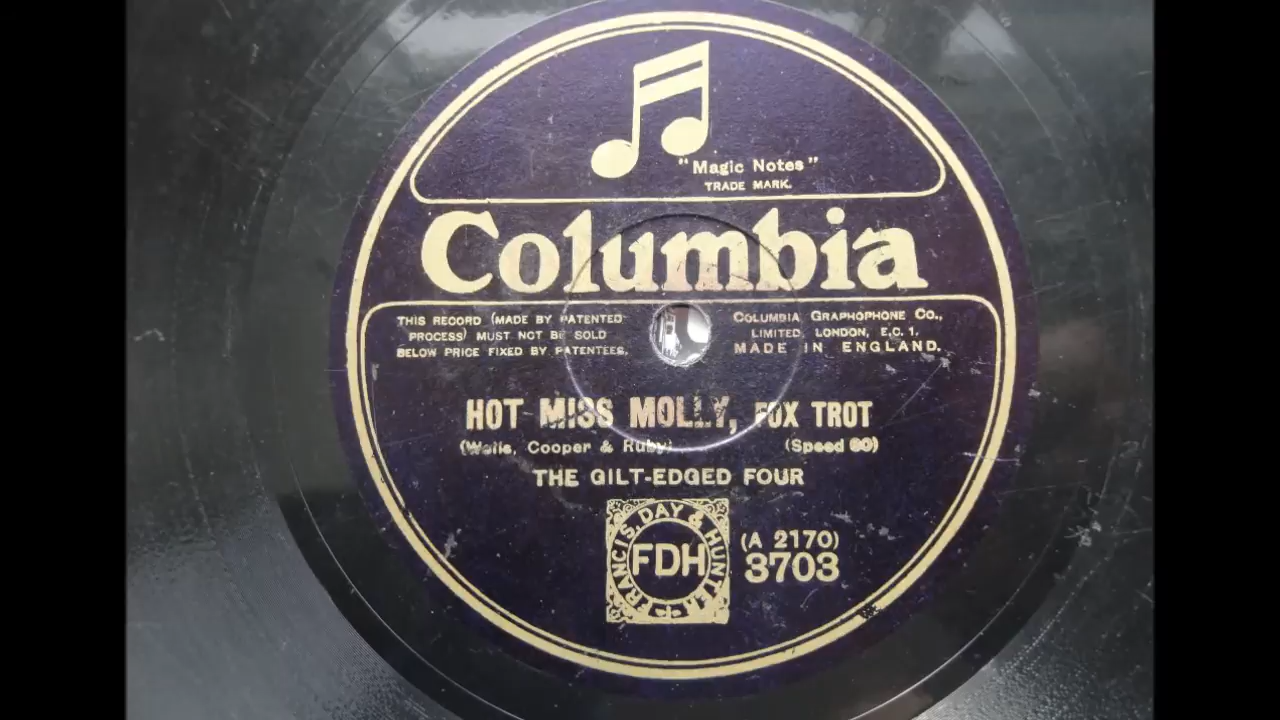 "Magic Notes"
TRADE MARK.
Columbia
THIS RECORD (MADE BY PATENTED
PROCESS) MUST NOT BE SOLD
BELOW PRICE FIXED BY PATENTEES.
COLUMBIA GRAPHOPHONE CO.,
LIMITED, LONDON, E.C. 1.
MADE IN ENGLAND.
HOT MISS MOLLY, FOX TROT
Cooper & Ruby) (Speed 80)
THE GILT-EDGED FOUR
FRANCIS, DAY & HUNTER
FDH
(A 2170)
3703